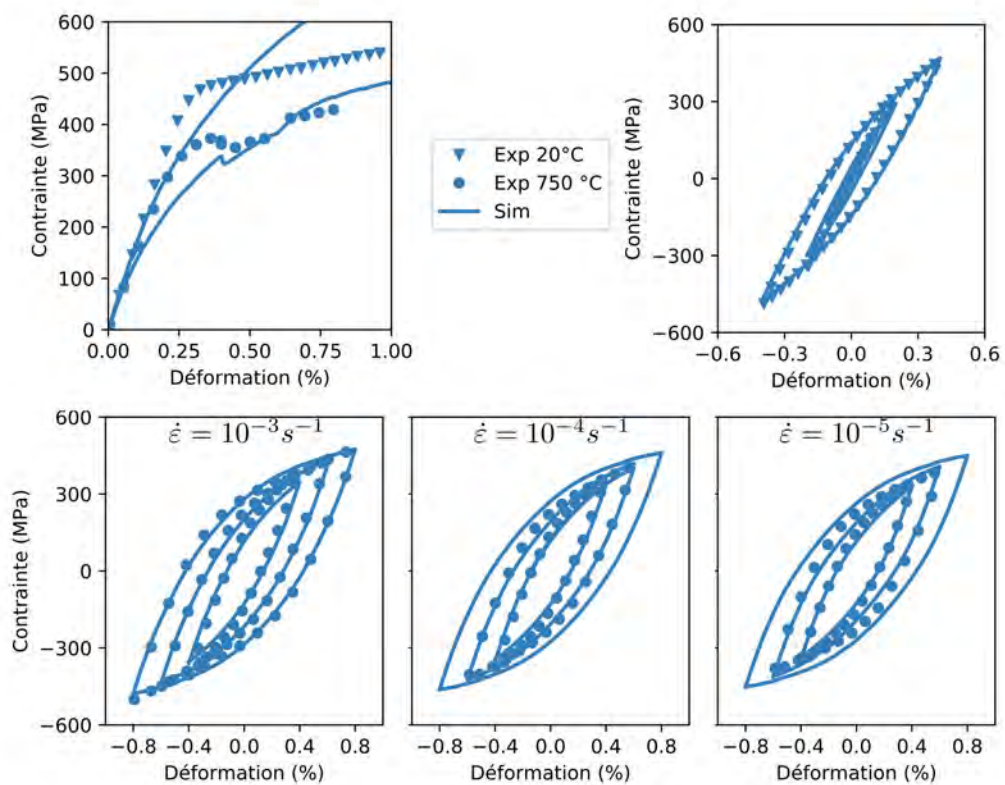 600
500
400
300
200
100
0
Contrainte (MPa)
0.00 0.25 0.50 0.75 1.00
Déformation (%)
Exp 20°C
Exp 750 °C
Sim
600
300
0
−300
−600
Contrainte (MPa)
−0.6 −0.3 0.0 0.3 0.6
Déformation (%)
600
300
0
−300
−600
Contrainte (MPa)
ε̇ = 10⁻³s⁻¹
−0.8 −0.4 0.0 0.4 0.8
Déformation (%)
ε̇ = 10⁻⁴s⁻¹
−0.8 −0.4 0.0 0.4 0.8
Déformation (%)
ε̇ = 10⁻⁵s⁻¹
−0.8 −0.4 0.0 0.4 0.8
Déformation (%)